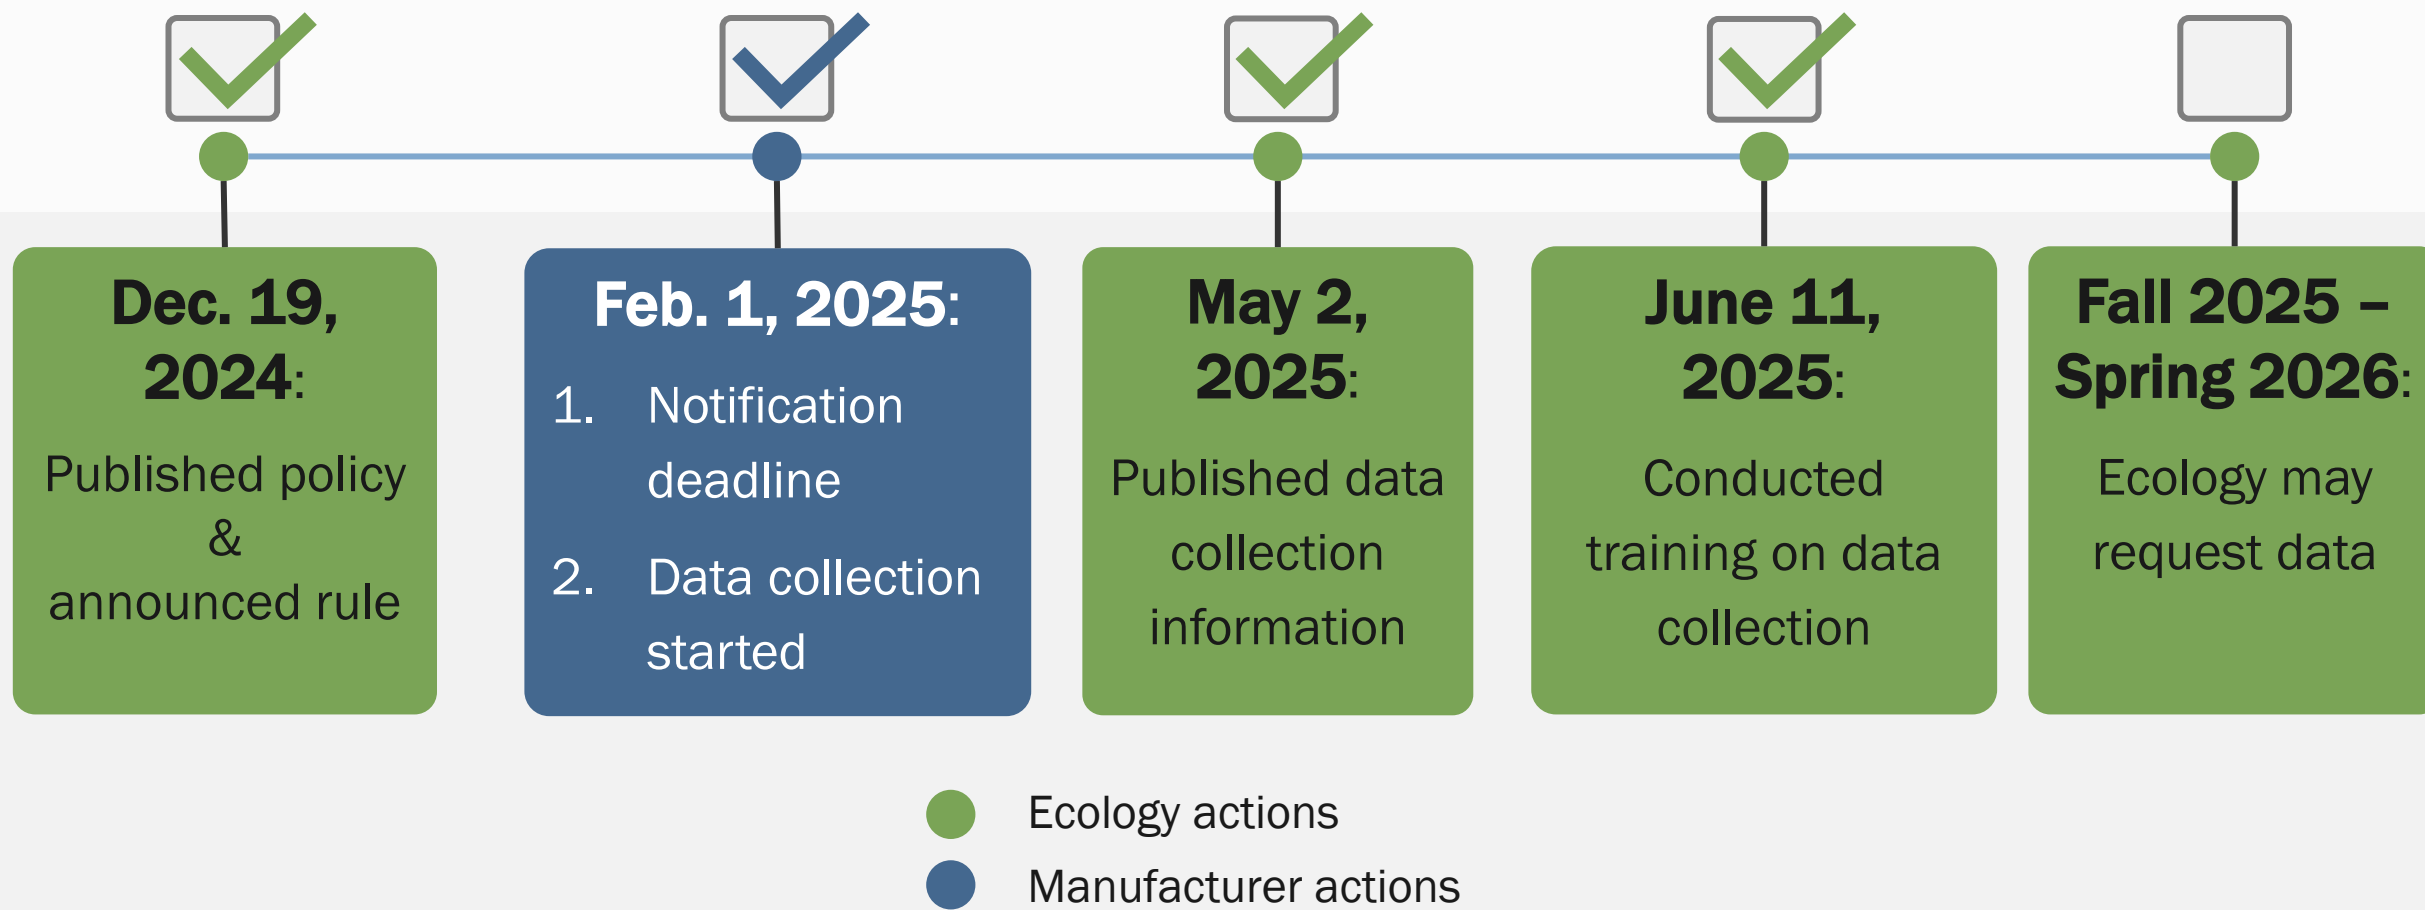 Dec. 19,
2024:
Published policy
&
announced rule
Feb. 1, 2025:
1. Notification
deadline
2. Data collection
started
May 2,
2025:
Published data
collection
information
June 11,
2025:
Conducted
training on data
collection
Fall 2025 –
Spring 2026:
Ecology may
request data
Ecology actions
Manufacturer actions